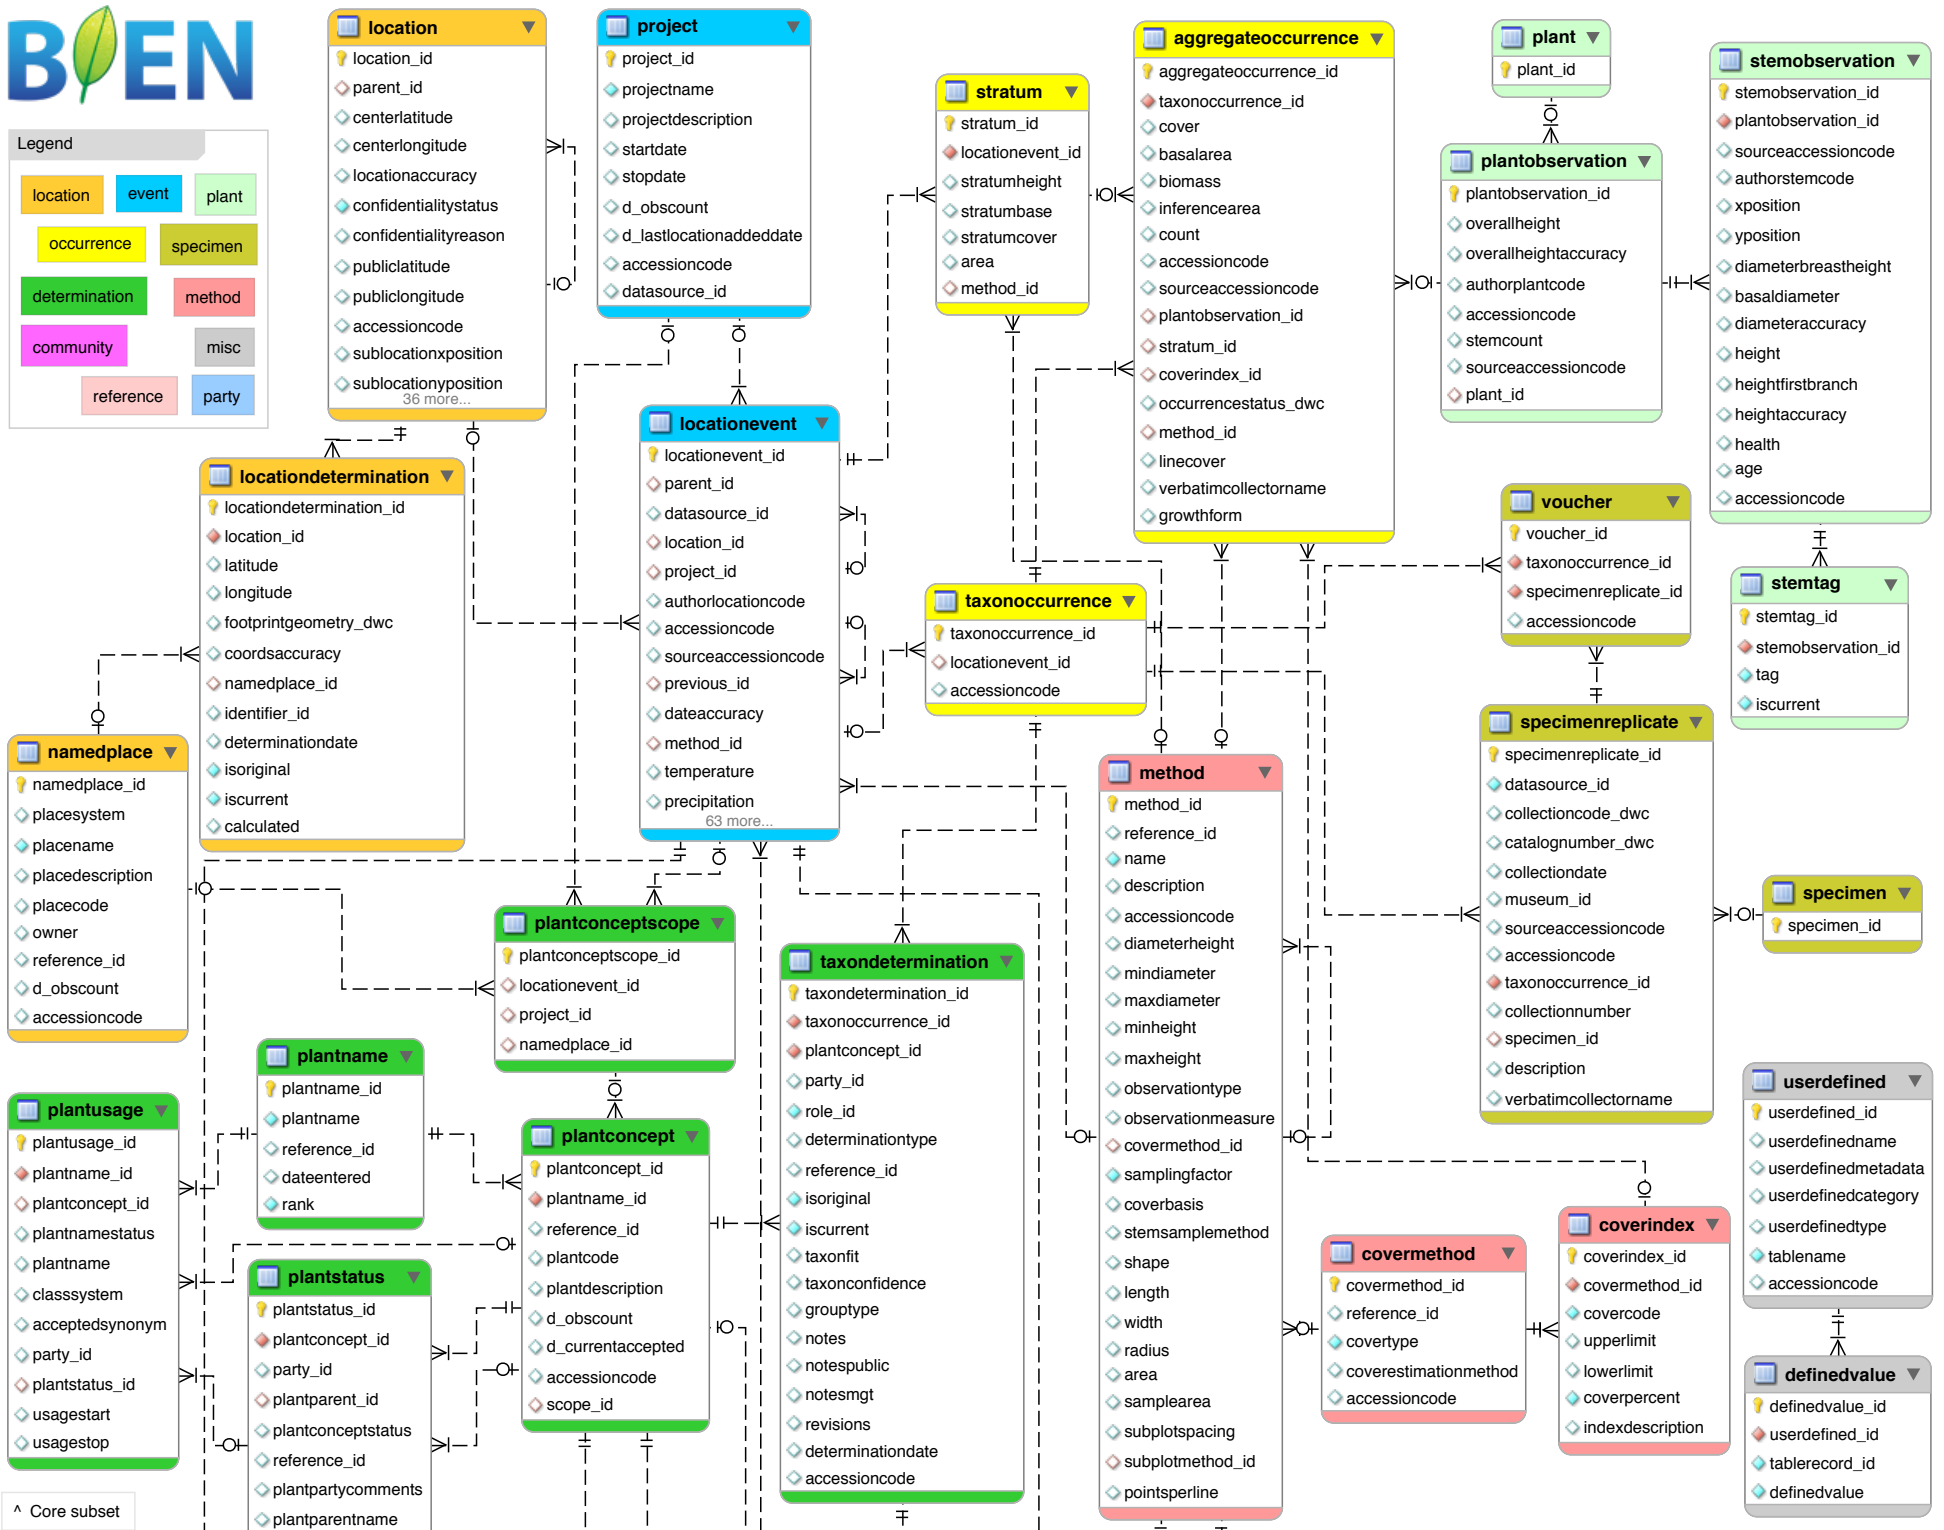 BIEN
Legend
location
event
plant
occurrence
specimen
determination
method
community
misc
reference
party
location
location_id
parent_id
centerlatitude
centerlongitude
locationaccuracy
confidentialitystatus
confidentialityreason
publiclatitude
publiclongitude
accessioncode
sublocationxposition
sublocationyposition
36 more...
project
project_id
projectname
projectdescription
startdate
stopdate
d_obscount
d_lastlocationaddeddate
accessioncode
datasource_id
stratum
stratum_id
locationevent_id
stratumheight
stratumbase
stratumcover
area
method_id
aggregateoccurrence
aggregateoccurrence_id
taxonoccurrence_id
cover
basalarea
biomass
inferencearea
count
accessioncode
sourceaccessioncode
plantobservation_id
stratum_id
coverindex_id
occurrencestatus_dwc
method_id
linecover
verbatimcollectorname
growthform
plant
plant_id
plantobservation
plantobservation_id
overallheight
overallheightaccuracy
authorplantcode
accessioncode
stemcount
sourceaccessioncode
plant_id
stemobservation
stemobservation_id
plantobservation_id
sourceaccessioncode
authorstemcode
xposition
yposition
diameterbreastheight
basaldiameter
diameteraccuracy
height
heightfirstbranch
heightaccuracy
health
age
accessioncode
locationdetermination
locationdetermination_id
location_id
latitude
longitude
footprintgeometry_dwc
coordsaccuracy
namedplace_id
identifier_id
determinationdate
isoriginal
iscurrent
calculated
locationevent
locationevent_id
parent_id
datasource_id
location_id
project_id
authorlocationcode
accessioncode
sourceaccessioncode
previous_id
dateaccuracy
method_id
temperature
precipitation
63 more...
taxonoccurrence
taxonoccurrence_id
locationevent_id
accessioncode
voucher
voucher_id
taxonoccurrence_id
specimenreplicate_id
accessioncode
stemtag
stemtag_id
stemobservation_id
tag
iscurrent
namedplace
namedplace_id
placesystem
placename
placedescription
placecode
owner
reference_id
d_obscount
accessioncode
method
method_id
reference_id
name
description
accessioncode
diameterheight
mindiameter
maxdiameter
minheight
maxheight
observationtype
observationmeasure
covermethod_id
samplingfactor
coverbasis
stemsamplemethod
shape
length
width
radius
area
samplearea
subplotspacing
subplotmethod_id
pointsperline
specimenreplicate
specimenreplicate_id
datasource_id
collectioncode_dwc
catalognumber_dwc
collectiondate
museum_id
sourceaccessioncode
accessioncode
taxonoccurrence_id
collectionnumber
specimen_id
description
verbatimcollectorname
specimen
specimen_id
plantconceptscope
plantconceptscope_id
locationevent_id
project_id
namedplace_id
taxondetermination
taxondetermination_id
taxonoccurrence_id
plantconcept_id
party_id
role_id
determinationtype
reference_id
isoriginal
iscurrent
taxonfit
taxonconfidence
grouptype
notes
notespublic
notesmgt
revisions
determinationdate
accessioncode
plantname
plantname_id
plantname
reference_id
dateentered
rank
plantusage
plantusage_id
plantname_id
plantconcept_id
plantnamestatus
plantname
classsystem
acceptedsynonym
party_id
plantstatus_id
usagestart
usagestop
plantconcept
plantconcept_id
plantname_id
reference_id
plantcode
plantdescription
d_obscount
d_currentaccepted
accessioncode
scope_id
plantstatus
plantstatus_id
plantconcept_id
party_id
plantparent_id
plantconceptstatus
reference_id
plantpartycomments
plantparentname
covermethod
covermethod_id
reference_id
covertype
coverestimationmethod
accessioncode
coverindex
coverindex_id
covermethod_id
covercode
upperlimit
lowerlimit
coverpercent
indexdescription
userdefined
userdefined_id
userdefinedname
userdefinedmetadata
userdefinedcategory
userdefinedtype
tablename
accessioncode
definedvalue
definedvalue_id
userdefined_id
tablerecord_id
definedvalue
^ Core subset